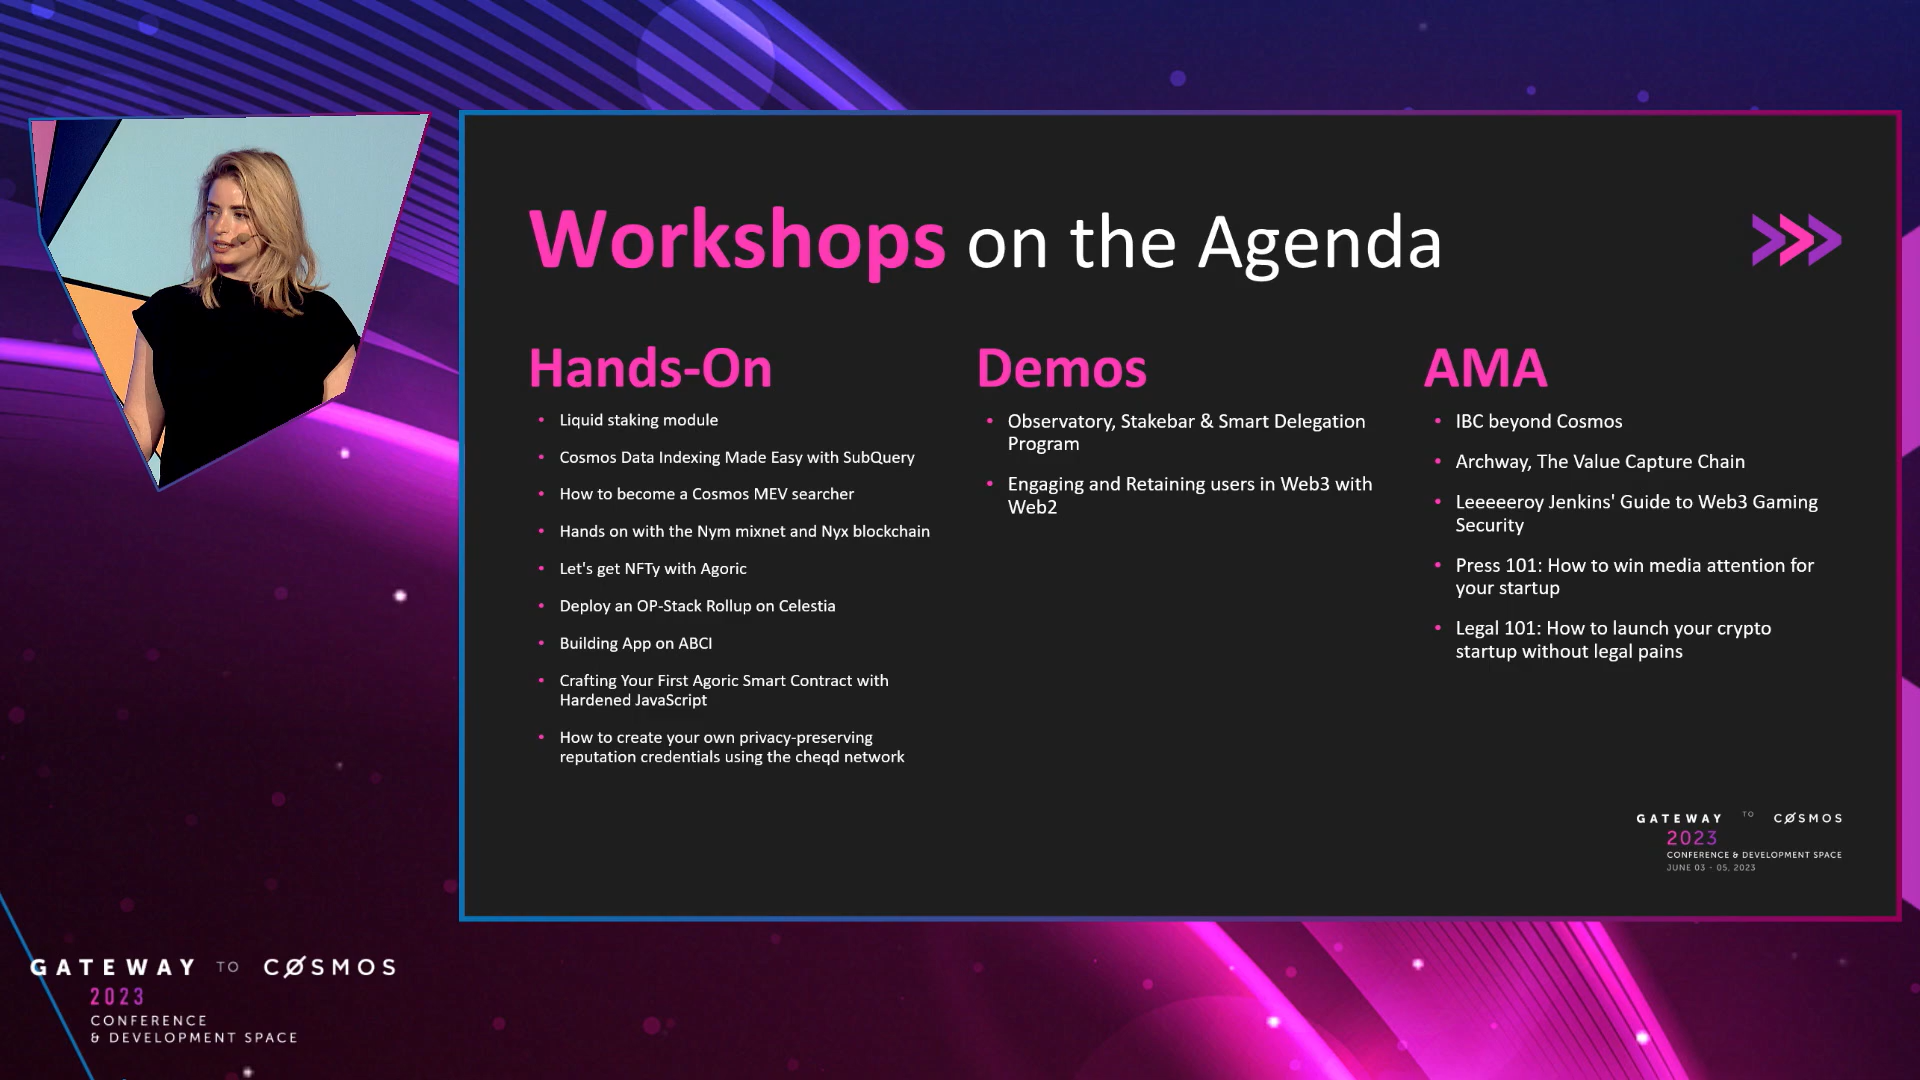 Workshops on the Agenda
Hands-On
• Liquid staking module
• Cosmos Data Indexing Made Easy with SubQuery
• How to become a Cosmos MEV searcher
• Hands on with the Nym mixnet and Nyx blockchain
• Let's get NFTy with Agoric
• Deploy an OP-Stack Rollup on Celestia
• Building App on ABCI
• Crafting Your First Agoric Smart Contract with
Hardened JavaScript
• How to create your own privacy-preserving
reputation credentials using the cheqd network
Demos
• Observatory, Stakebar & Smart Delegation
Program
• Engaging and Retaining users in Web3 with
Web2
AMA
• IBC beyond Cosmos
• Archway, The Value Capture Chain
• Leeeeeroy Jenkins' Guide to Web3 Gaming
Security
• Press 101: How to win media attention for
your startup
• Legal 101: How to launch your crypto
startup without legal pains
GATEWAY TO CØSMOS
2023
CONFERENCE & DEVELOPMENT SPACE
JUNE 03 - 05, 2023
GATEWAY TO CØSMOS
2023
CONFERENCE
& DEVELOPMENT SPACE